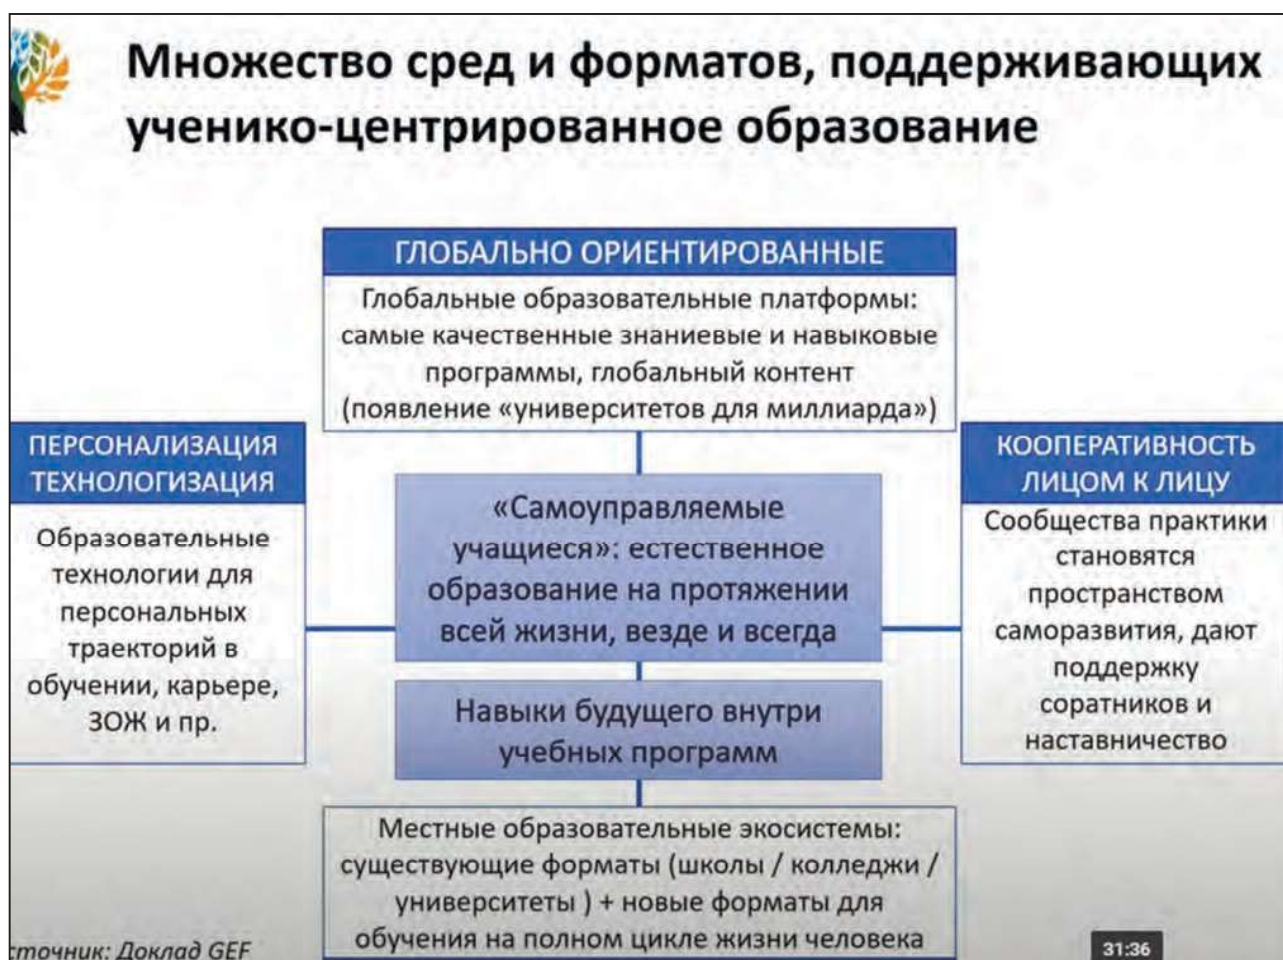 Множество сред и форматов, поддерживающих
ученико-центрированное образование
ГЛОБАЛЬНО ОРИЕНТИРОВАННЫЕ
Глобальные образовательные платформы:
самые качественные знаниевые и навыковые
программы, глобальный контент
(появление «университетов для миллиарда»)
ПЕРСОНАЛИЗАЦИЯ
ТЕХНОЛОГИЗАЦИЯ
Образовательные
технологии для
персональных
траекторий в
обучении, карьере,
ЗОЖ и пр.
«Самоуправляемые
учащиеся»: естественное
образование на протяжении
всей жизни, везде и всегда
Навыки будущего внутри
учебных программ
КООПЕРАТИВНОСТЬ
ЛИЦОМ К ЛИЦУ
Сообщества практики
становятся
пространством
саморазвития, дают
поддержку
соратников и
наставничество
Местные образовательные экосистемы:
существующие форматы (школы / колледжи /
университеты ) + новые форматы для
обучения на полном цикле жизни человека
сточник: Доклад GEF
31:36